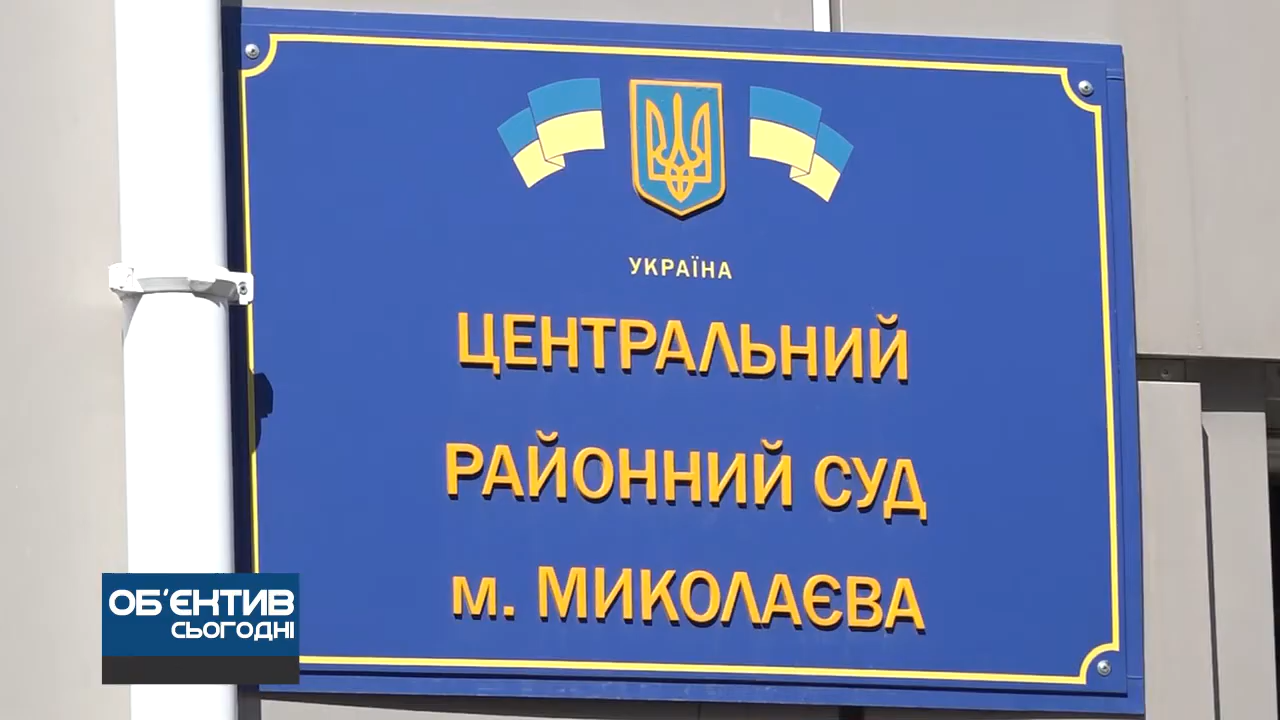 УКРАЇНА
ЦЕНТРАЛЬНИЙ
РАЙОННИЙ СУД
м. МИКОЛАЄВА
ОБ'ЄКТИВ
СЬОГОДНІ